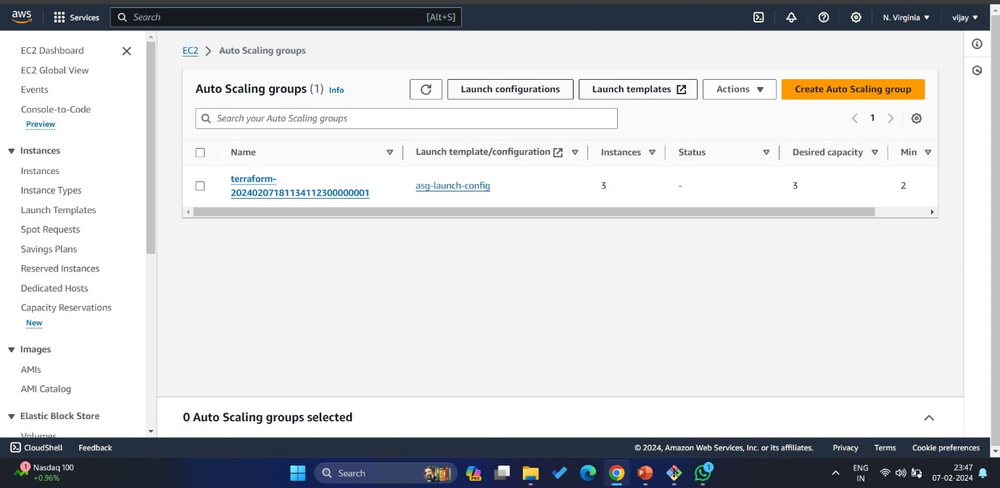 aws
Services
Search
[Alt+S]
N. Virginia
vijay
EC2 Dashboard
EC2 Global View
Events
Console-to-Code
Preview
Instances
Instances
Instance Types
Launch Templates
Spot Requests
Savings Plans
Reserved Instances
Dedicated Hosts
Capacity Reservations
New
Images
AMIs
AMI Catalog
Elastic Block Store
Volumes
EC2 > Auto Scaling groups
Auto Scaling groups (1) Info
Launch configurations
Launch templates
Actions
Create Auto Scaling group
Search your Auto Scaling groups
1
Name
Launch template/configuration
Instances
Status
Desired capacity
Min
terraform-
20240207181134112300000001
asg-launch-config
3
-
3
2
0 Auto Scaling groups selected
CloudShell
Feedback
© 2024, Amazon Web Services, Inc. or its affiliates.
Privacy
Terms
Cookie preferences
1
Nasdaq 100
+0.96%
Search
PRE
1
ENG
IN
23:47
07-02-2024